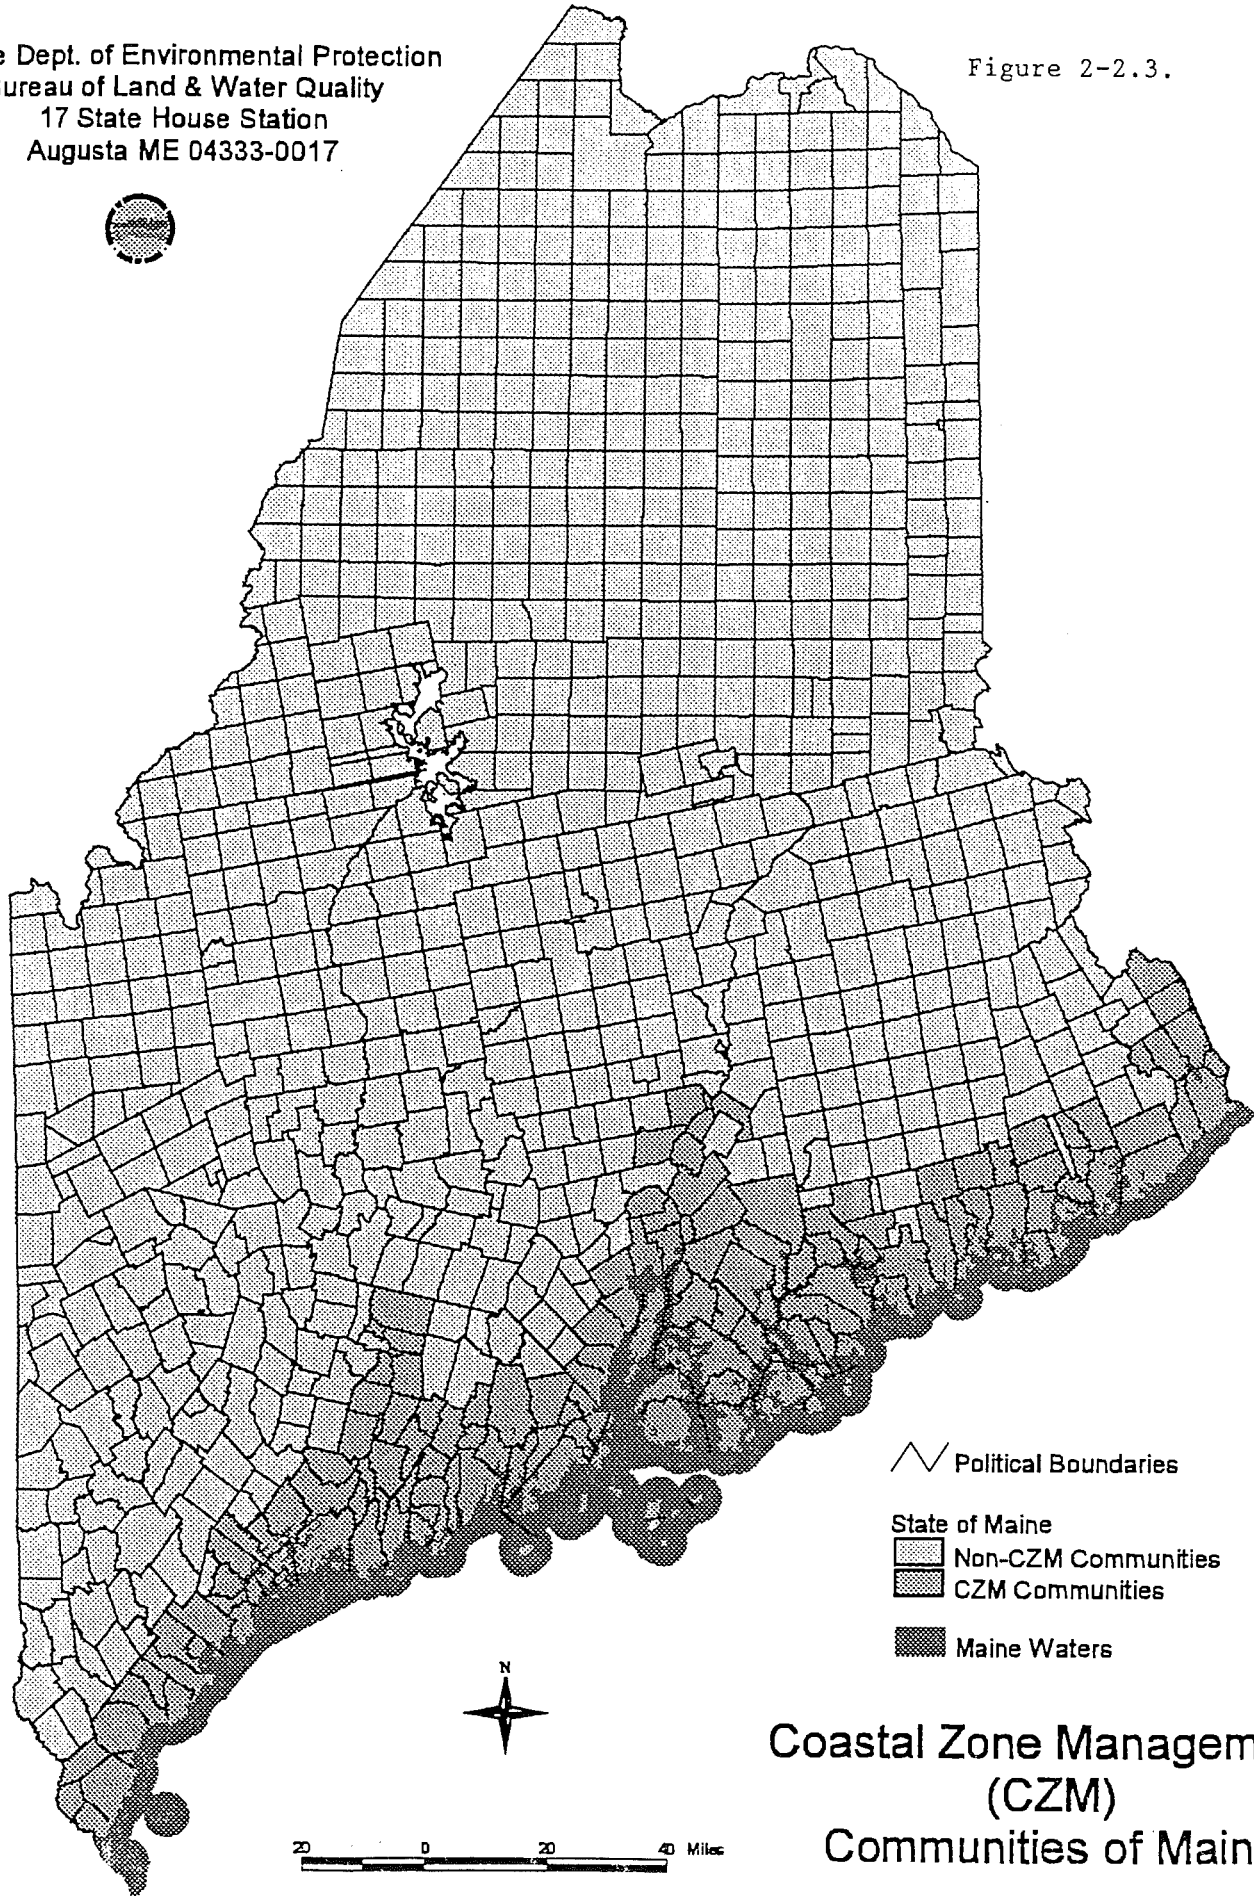 e Dept. of Environmental Protection
ureau of Land & Water Quality
17 State House Station
Augusta ME 04333-0017
Figure 2-2.3.
Political Boundaries
State of Maine
Non-CZM Communities
CZM Communities
Maine Waters
N
20 0 20 40 Miles
Coastal Zone Managem
(CZM)
Communities of Main